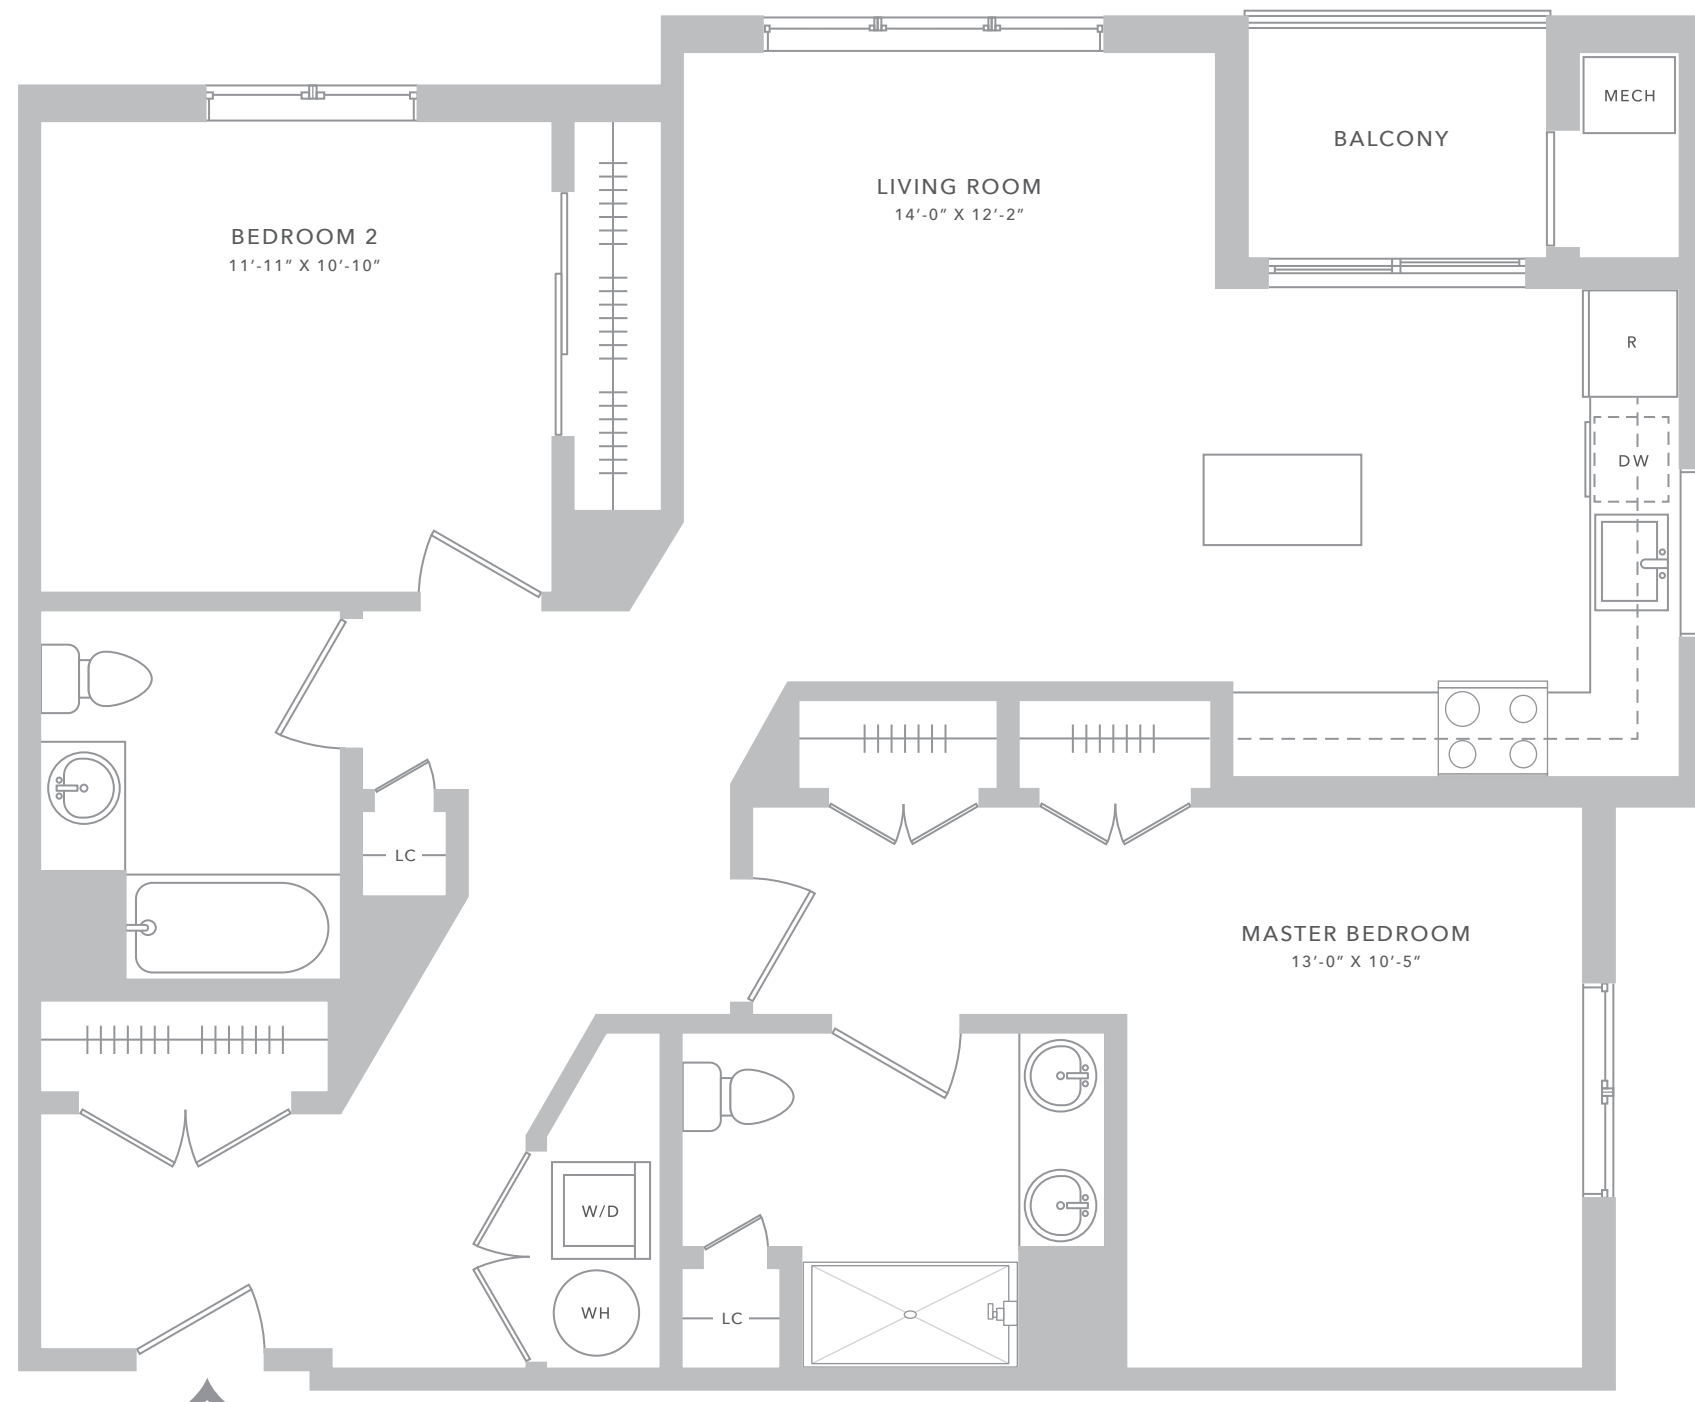 MECH
BALCONY
LIVING ROOM
14’-0” X 12’-2”
BEDROOM 2
11’-11” X 10’-10”
R
DW
LC
MASTER BEDROOM
13’-0” X 10’-5”
W/D
WH
LC